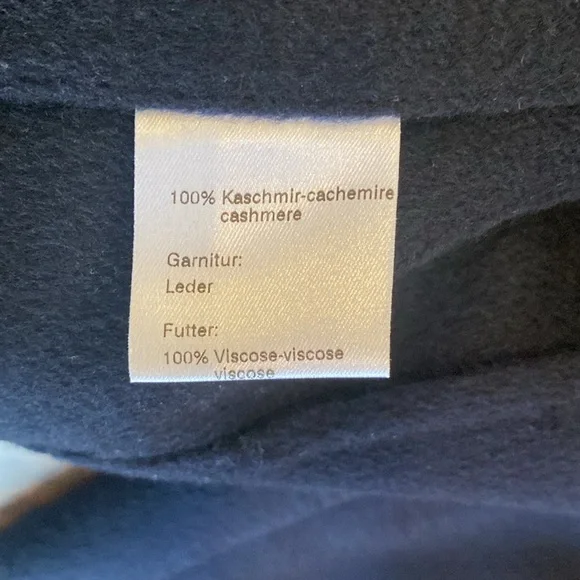 100% Kaschmir-cachemire
cashmere
Garnitur:
Leder
Futter:
100% Viscose-viscose
viscose